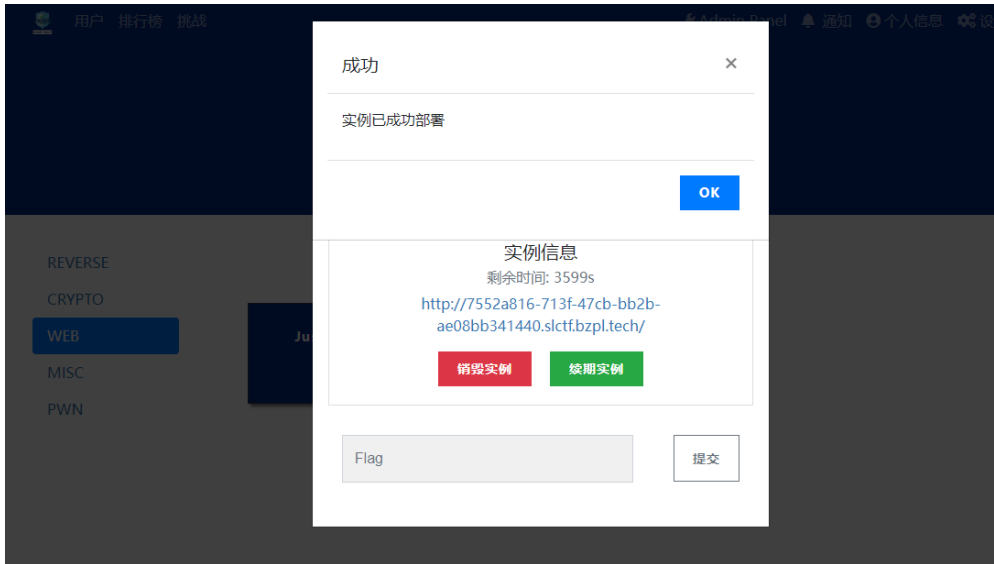 用户 排行榜 挑战
Admin Panel 通知 个人信息 设
成功
×
实例已成功部署
OK
实例信息
剩余时间: 3599s
http://7552a816-713f-47cb-bb2b-
ae08bb341440.slctf.bzpl.tech/
销毁实例 续期实例
REVERSE
CRYPTO
WEB
MISC
PWN
Ju
Flag
提交